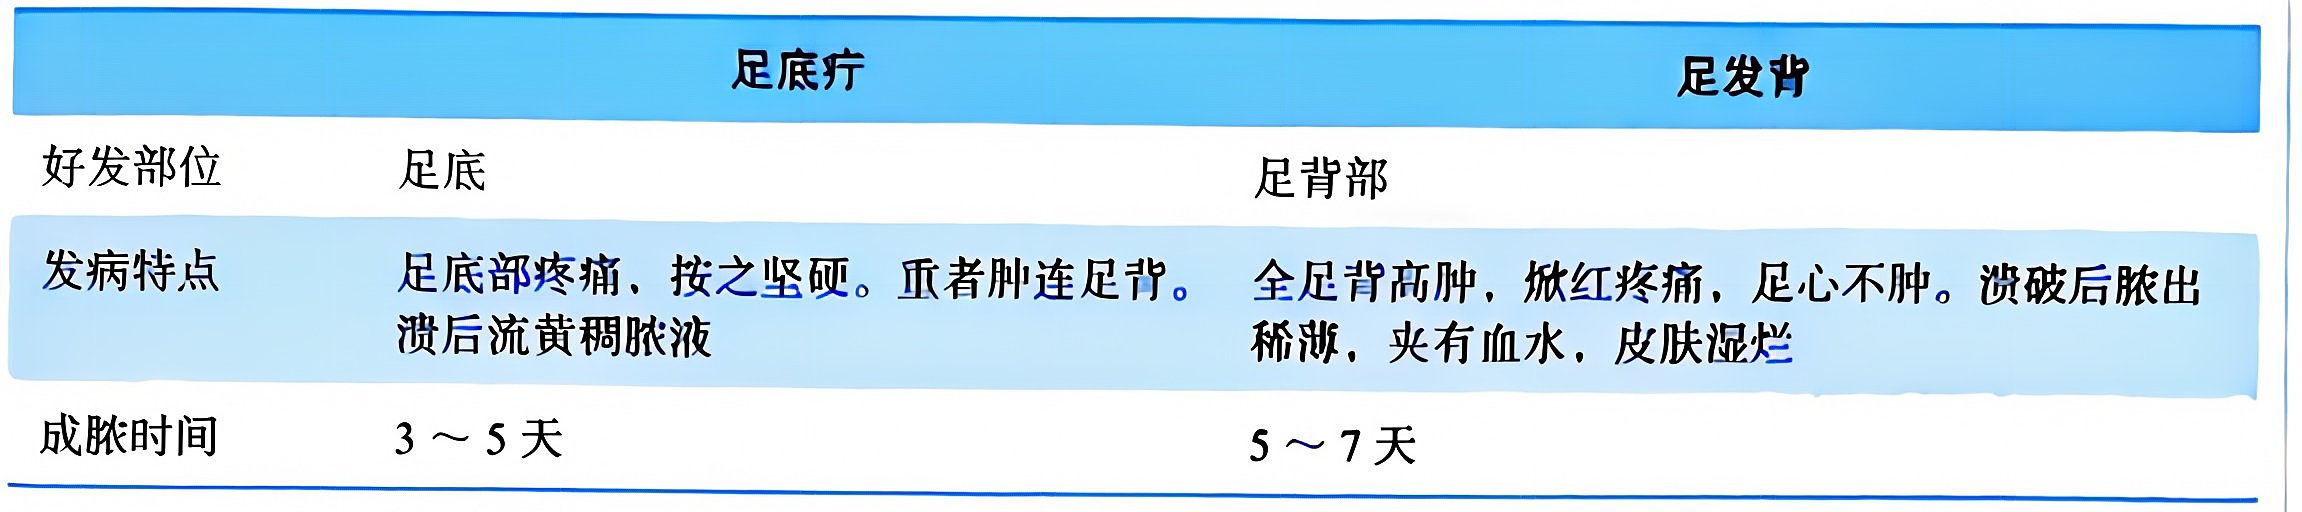 足底疔 足发背
好发部位 足底 足背部
发病特点 足底部疼痛，按之坚硬。重者肿连足背。 全足背高肿，焮红疼痛，足心不肿。溃破后脓出
溃后流黄稠脓液 稀薄，夹有血水，皮肤湿烂
成脓时间 3～5天 5～7天